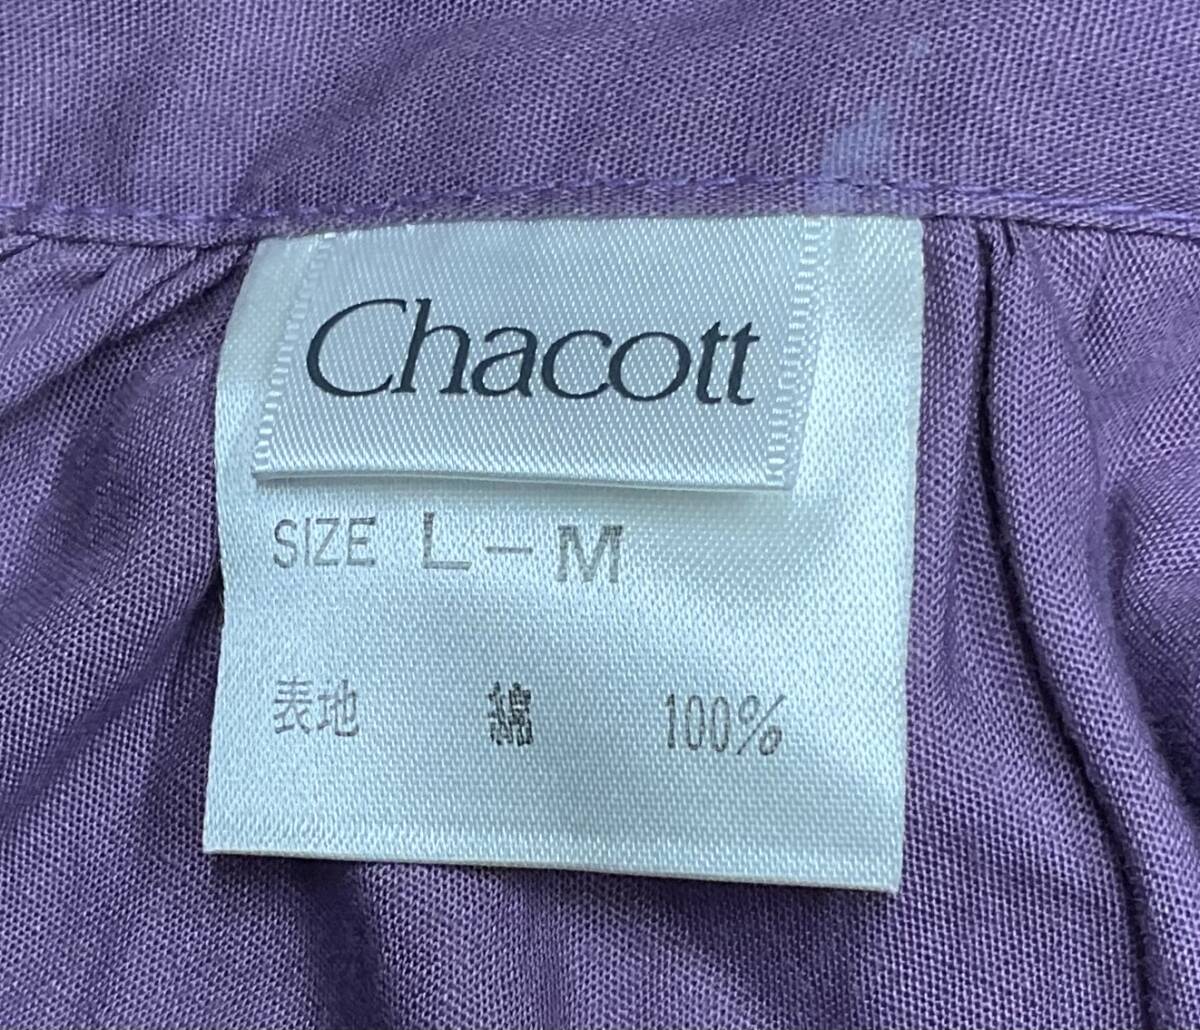 Chacott
SIZE L-M
表地 綿 100%